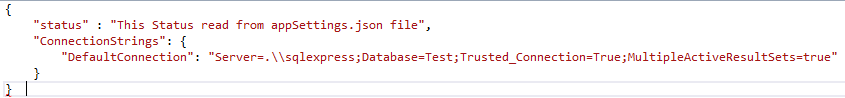 {
"status" : "This Status read from appSettings.json file",
"ConnectionStrings": {
"DefaultConnection": "Server=.\\sqlexpress;Database=Test;Trusted_Connection=True;MultipleActiveResultSets=true"
}
}